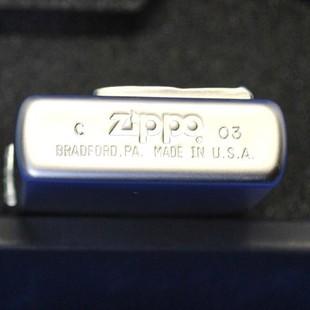 C Zippo 03
BRADFORD,PA. MADE IN U.S.A.